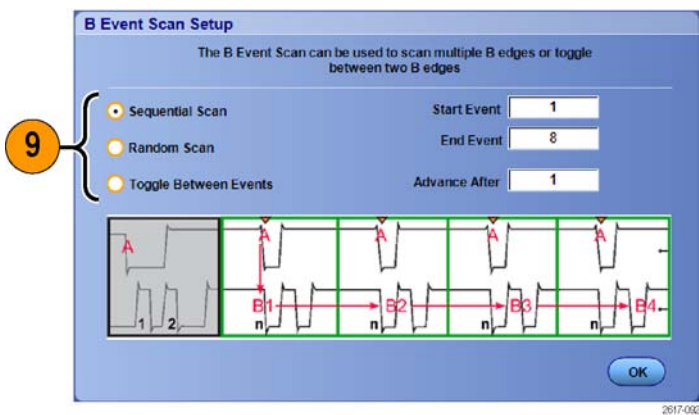 B Event Scan Setup
The B Event Scan can be used to scan multiple B edges or toggle
between two B edges
9
Sequential Scan
Start Event 1
End Event 8
Random Scan
Toggle Between Events
Advance After 1
A A A A A
B1 B2 B3 B4
1 2 n n n n
OK